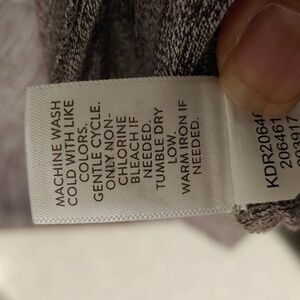 MACHINE WASH
COLD WITH LIKE
COLORS.
GENTLE CYCLE.
ONLY NON-
CHLORINE
BLEACH IF
NEEDED.
TUMBLE DRY
LOW.
WARM IRON IF
NEEDED.
206461